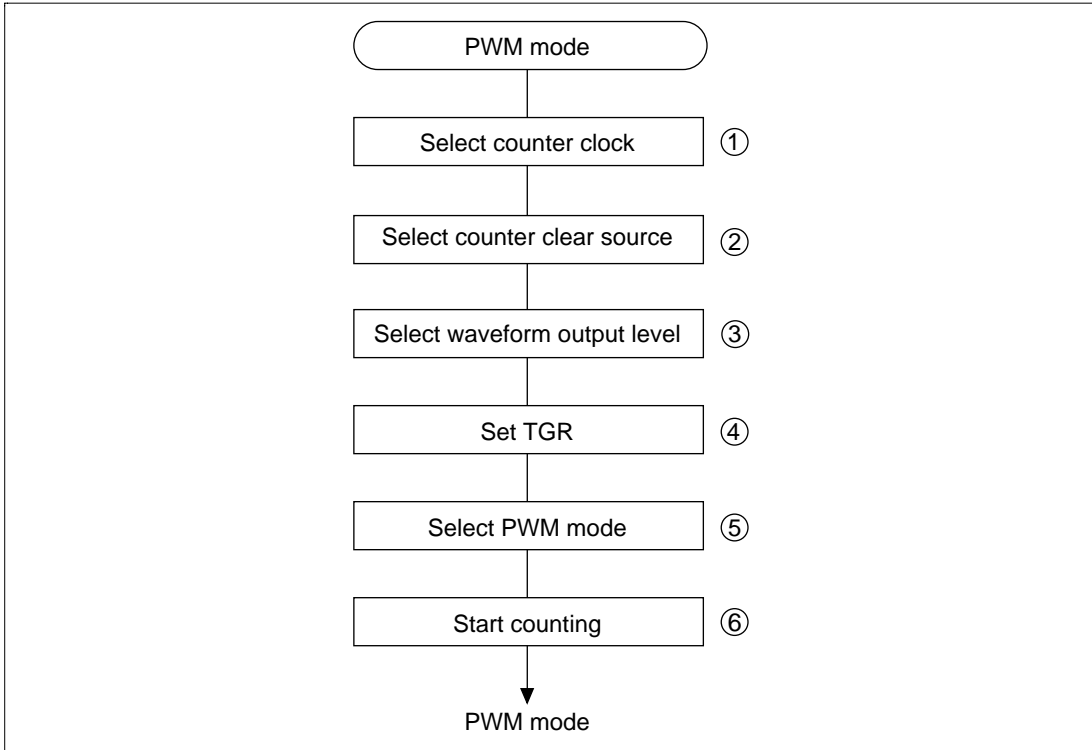 PWM mode
Select counter clock ①
Select counter clear source ②
Select waveform output level ③
Set TGR ④
Select PWM mode ⑤
Start counting ⑥
PWM mode